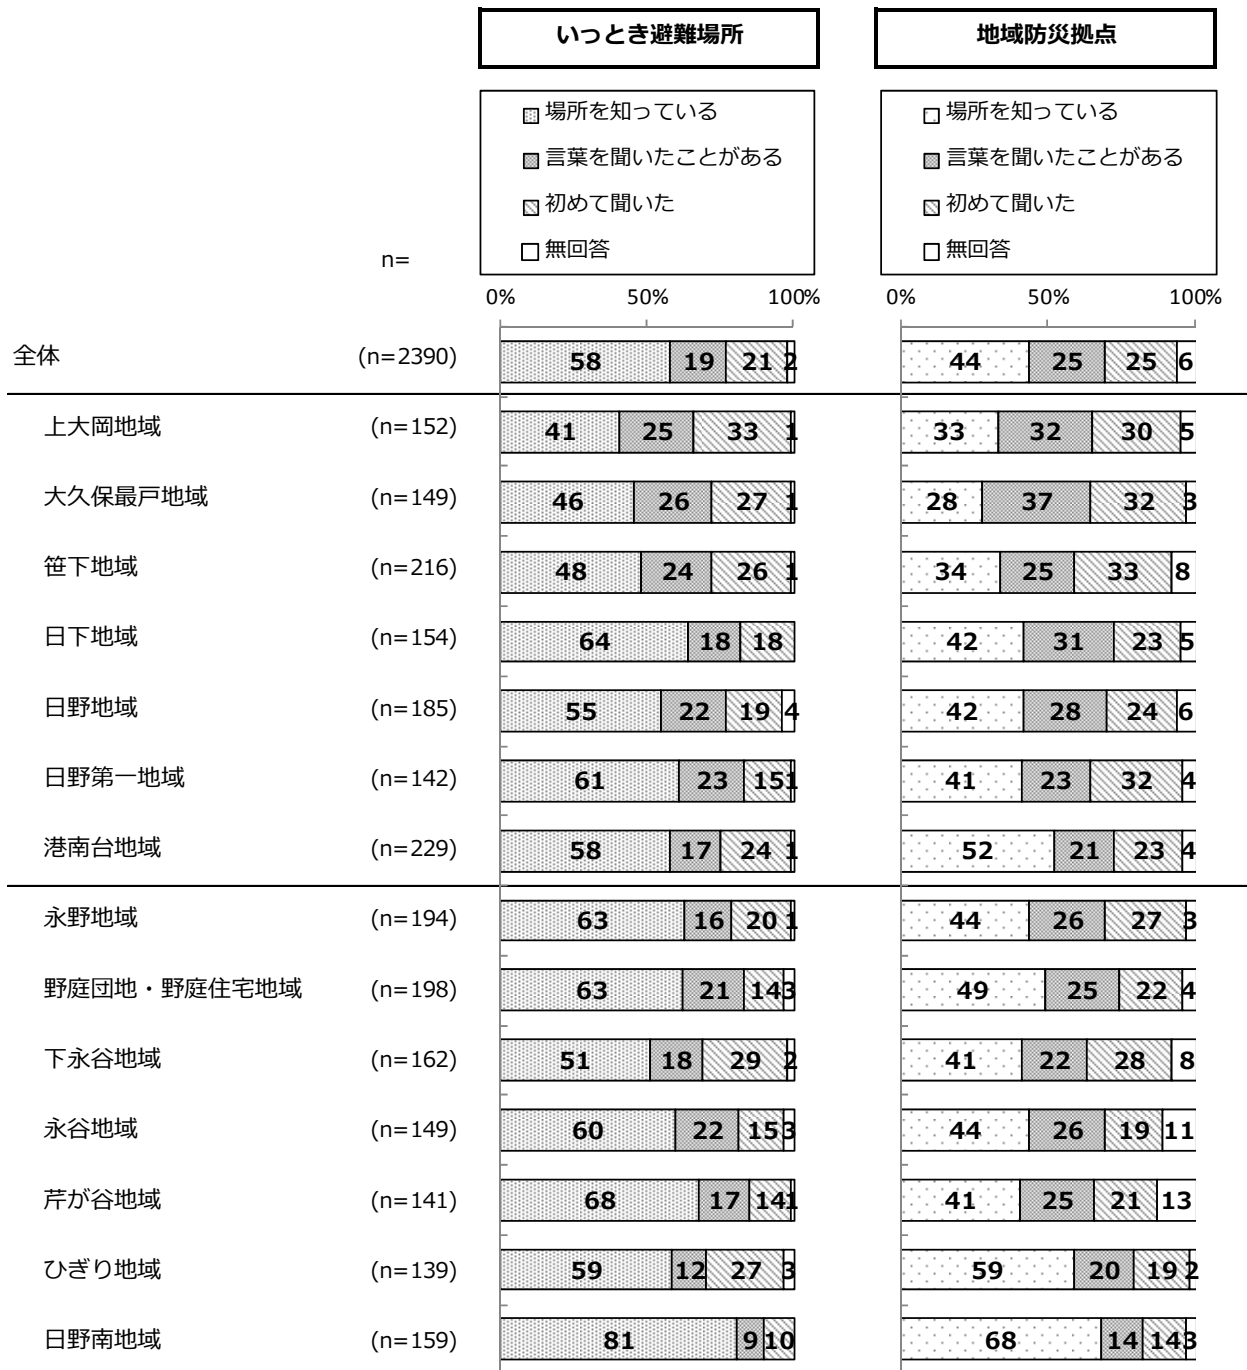 いっとき避難場所 地域防災拠点
場所を知っている 場所を知っている
言葉を聞いたことがある 言葉を聞いたことがある
初めて聞いた 初めて聞いた
無回答 無回答
n=
0% 50% 100% 0% 50% 100%
全体 (n=2390) 58 19 21 2 44 25 25 6
上大岡地域 (n=152) 41 25 33 1 33 32 30 5
大久保最戸地域 (n=149) 46 26 27 1 28 37 32 3
笹下地域 (n=216) 48 24 26 1 34 25 33 8
日下地域 (n=154) 64 18 18 42 31 23 5
日野地域 (n=185) 55 22 19 4 42 28 24 6
日野第一地域 (n=142) 61 23 15 1 41 23 32 4
港南台地域 (n=229) 58 17 24 1 52 21 23 4
永野地域 (n=194) 63 16 20 1 44 26 27 3
野庭団地・野庭住宅地域 (n=198) 63 21 14 3 49 25 22 4
下永谷地域 (n=162) 51 18 29 2 41 22 28 8
永谷地域 (n=149) 60 22 15 3 44 26 19 11
芹が谷地域 (n=141) 68 17 14 1 41 25 21 13
ひぎり地域 (n=139) 59 12 27 3 59 20 19 2
日野南地域 (n=159) 81 9 10 68 14 14 3